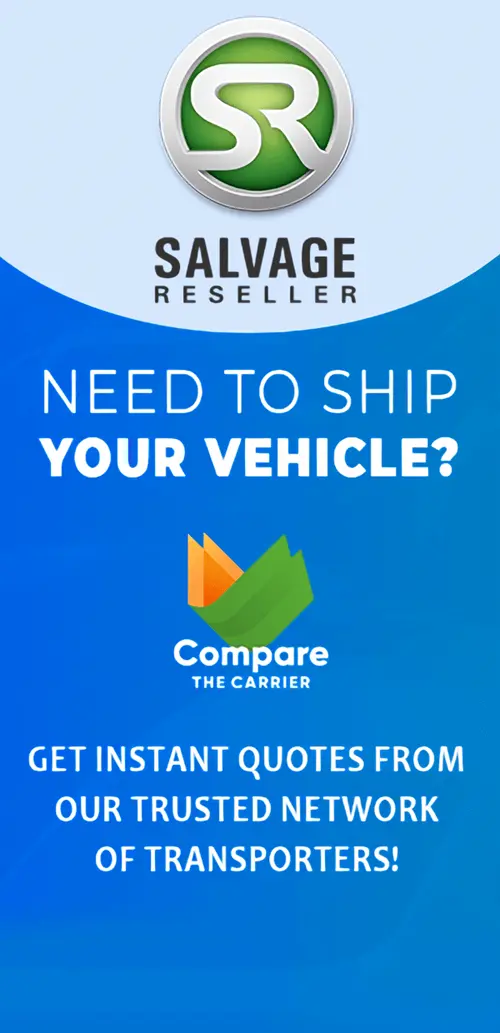 SR
SALVAGE
RESELLER
NEED TO SHIP
YOUR VEHICLE?
Compare
THE CARRIER
GET INSTANT QUOTES FROM
OUR TRUSTED NETWORK
OF TRANSPORTERS!